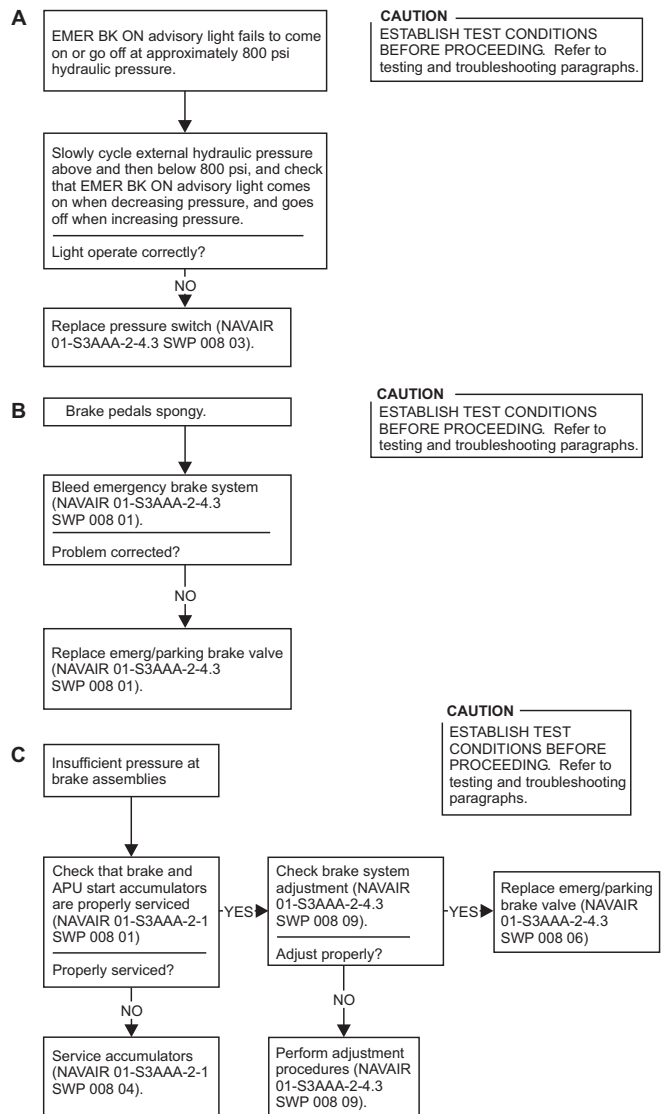 A
EMER BK ON advisory light fails to come
on or go off at approximately 800 psi
hydraulic pressure.
CAUTION
ESTABLISH TEST CONDITIONS
BEFORE PROCEEDING. Refer to
testing and troubleshooting paragraphs.
Slowly cycle external hydraulic pressure
above and then below 800 psi, and check
that EMER BK ON advisory light comes
on when decreasing pressure, and goes
off when increasing pressure.
Light operate correctly?
NO
Replace pressure switch (NAVAIR
01-S3AAA-2-4.3 SWP 008 03).
B
Brake pedals spongy.
CAUTION
ESTABLISH TEST CONDITIONS
BEFORE PROCEEDING. Refer to
testing and troubleshooting paragraphs.
Bleed emergency brake system
(NAVAIR 01-S3AAA-2-4.3
SWP 008 01).
Problem corrected?
NO
Replace emerg/parking brake valve
(NAVAIR 01-S3AAA-2-4.3
SWP 008 01).
C
Insufficient pressure at
brake assemblies
CAUTION
ESTABLISH TEST
CONDITIONS BEFORE
PROCEEDING. Refer to
testing and troubleshooting
paragraphs.
Check that brake and
APU start accumulators
are properly serviced
(NAVAIR 01-S3AAA-2-1
SWP 008 01)
Properly serviced?
YES
Check brake system
adjustment (NAVAIR
01-S3AAA-2-4.3
SWP 008 09).
Adjust properly?
YES
Replace emerg/parking
brake valve (NAVAIR
01-S3AAA-2-4.3
SWP 008 06)
NO
Service accumulators
(NAVAIR 01-S3AAA-2-1
SWP 008 04).
NO
Perform adjustment
procedures (NAVAIR
01-S3AAA-2-4.3
SWP 008 09).